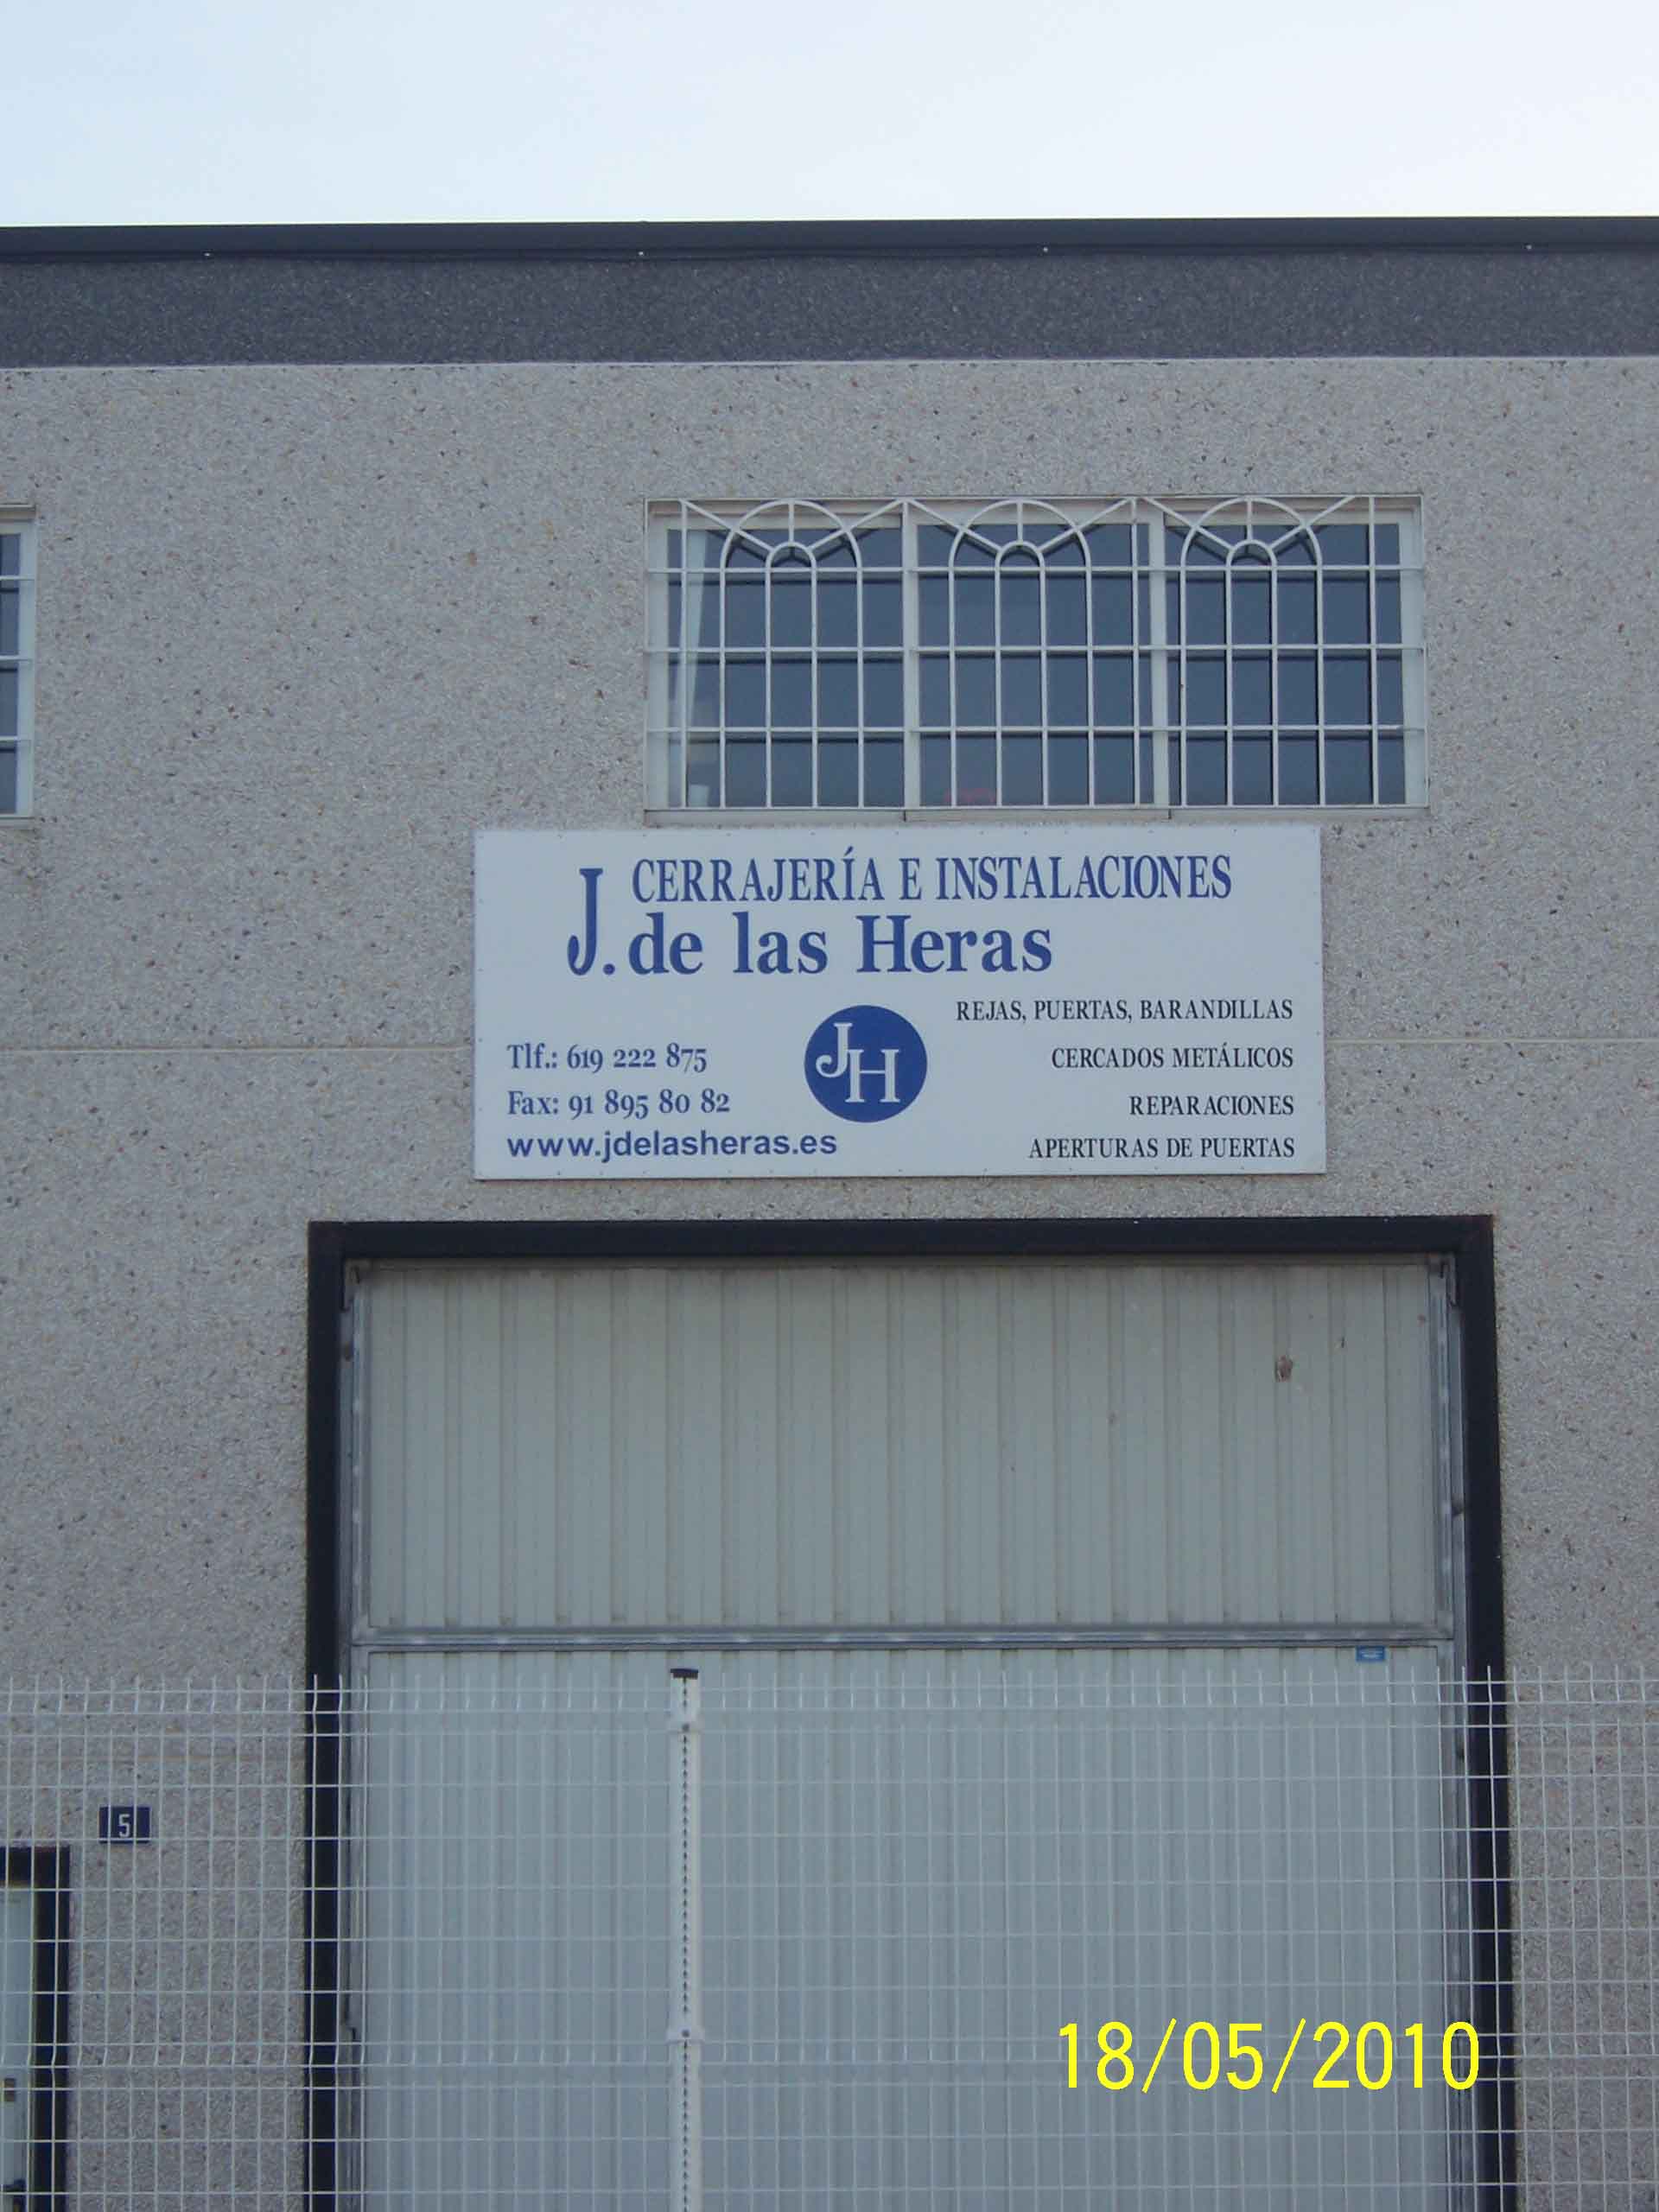 CERRAJERÍA E INSTALACIONES
J. de las Heras
REJAS, PUERTAS, BARANDILLAS
CERCADOS METÁLICOS
REPARACIONES
APERTURAS DE PUERTAS
JH
Tlf.: 619 222 875
Fax: 91 895 80 82
www.jdelasheras.es
5
18/05/2010